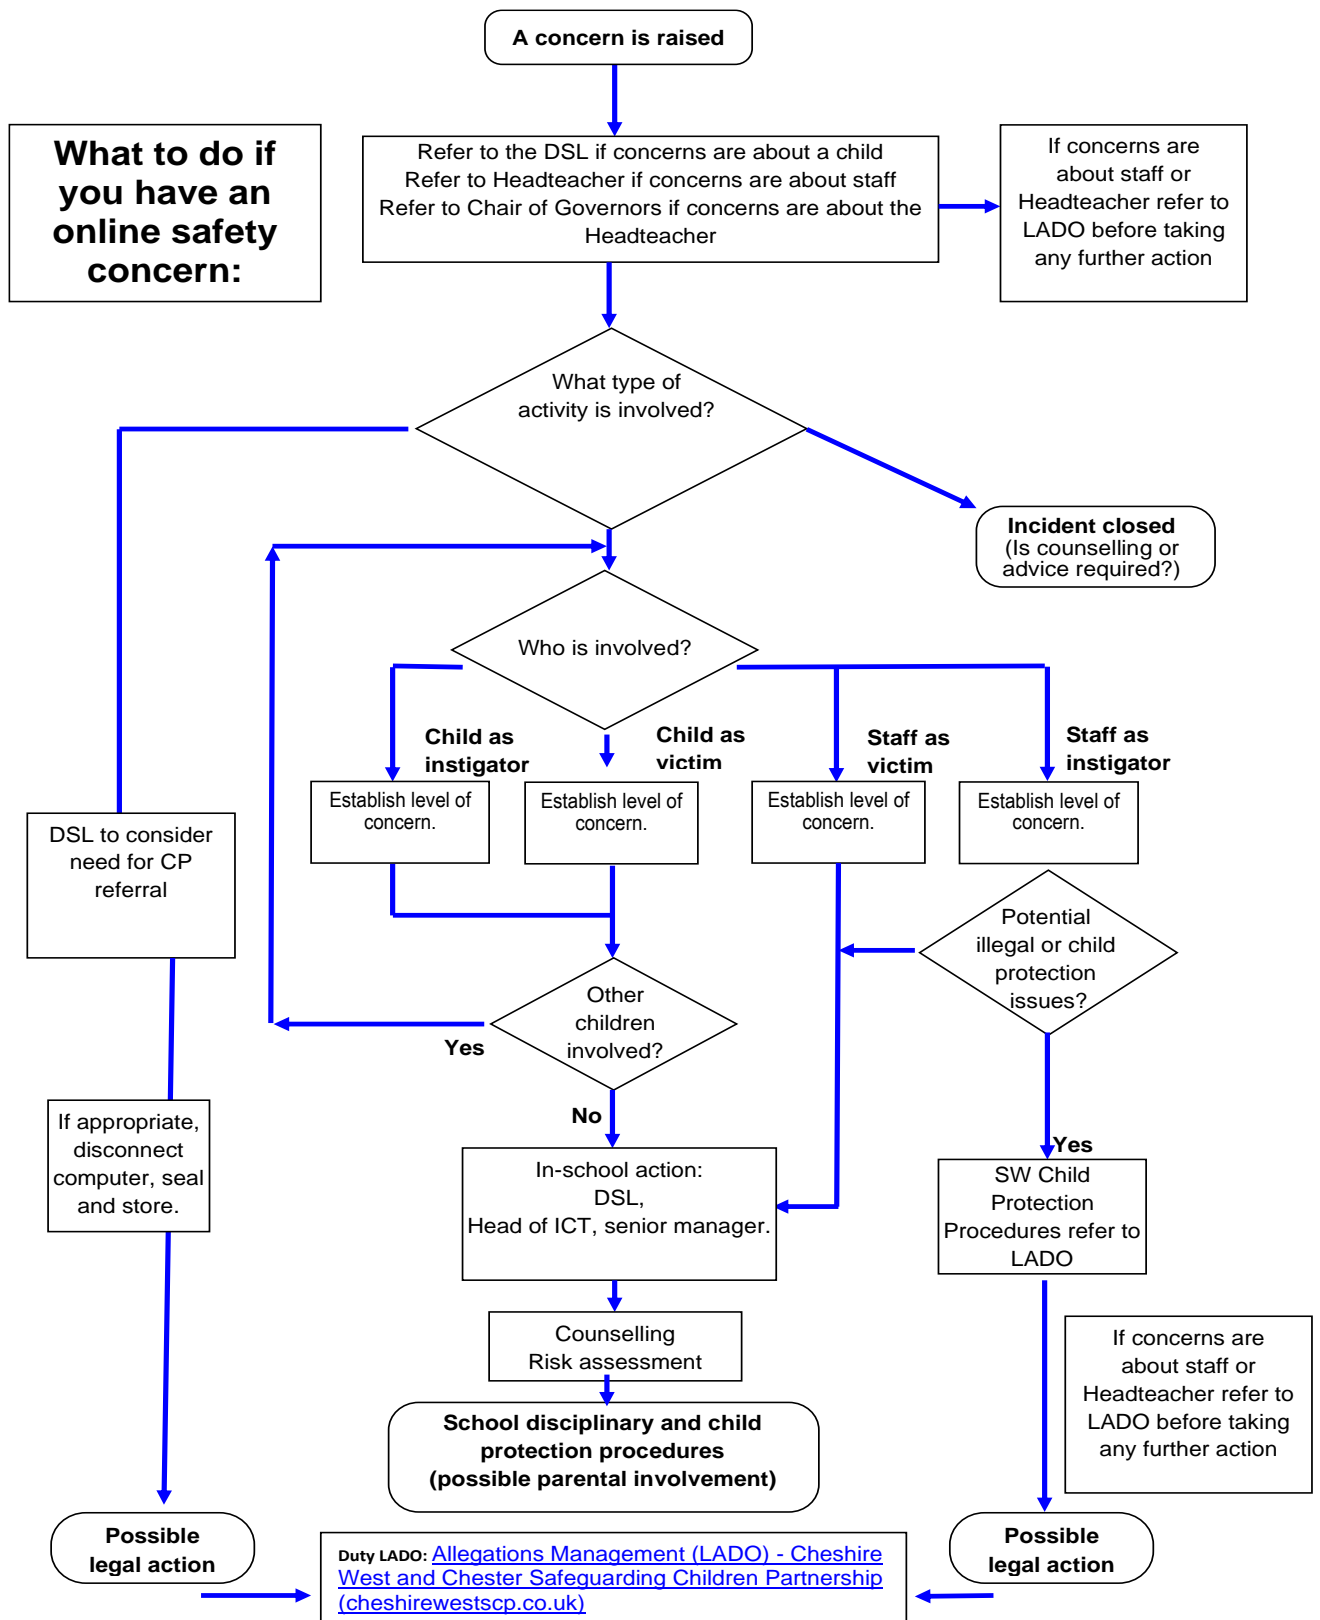 A concern is raised
What to do if
you have an
online safety
concern:
Refer to the DSL if concerns are about a child
Refer to Headteacher if concerns are about staff
Refer to Chair of Governors if concerns are about the
Headteacher
If concerns are
about staff or
Headteacher refer to
LADO before taking
any further action
What type of
activity is involved?
Incident closed
(Is counselling or
advice required?)
Who is involved?
Child as
instigator
Child as
victim
Staff as
victim
Staff as
instigator
Establish level of
concern.
Establish level of
concern.
Establish level of
concern.
Establish level of
concern.
DSL to consider
need for CP
referral
Potential
illegal or child
protection
issues?
Other
children
involved?
Yes
No
If appropriate,
disconnect
computer, seal
and store.
In-school action:
DSL,
Head of ICT, senior manager.
Yes
SW Child
Protection
Procedures refer to
LADO
Counselling
Risk assessment
If concerns are
about staff or
Headteacher refer to
LADO before taking
any further action
School disciplinary and child
protection procedures
(possible parental involvement)
Possible
legal action
Duty LADO: Allegations Management (LADO) - Cheshire
West and Chester Safeguarding Children Partnership
(cheshirewestscp.co.uk)
Possible
legal action